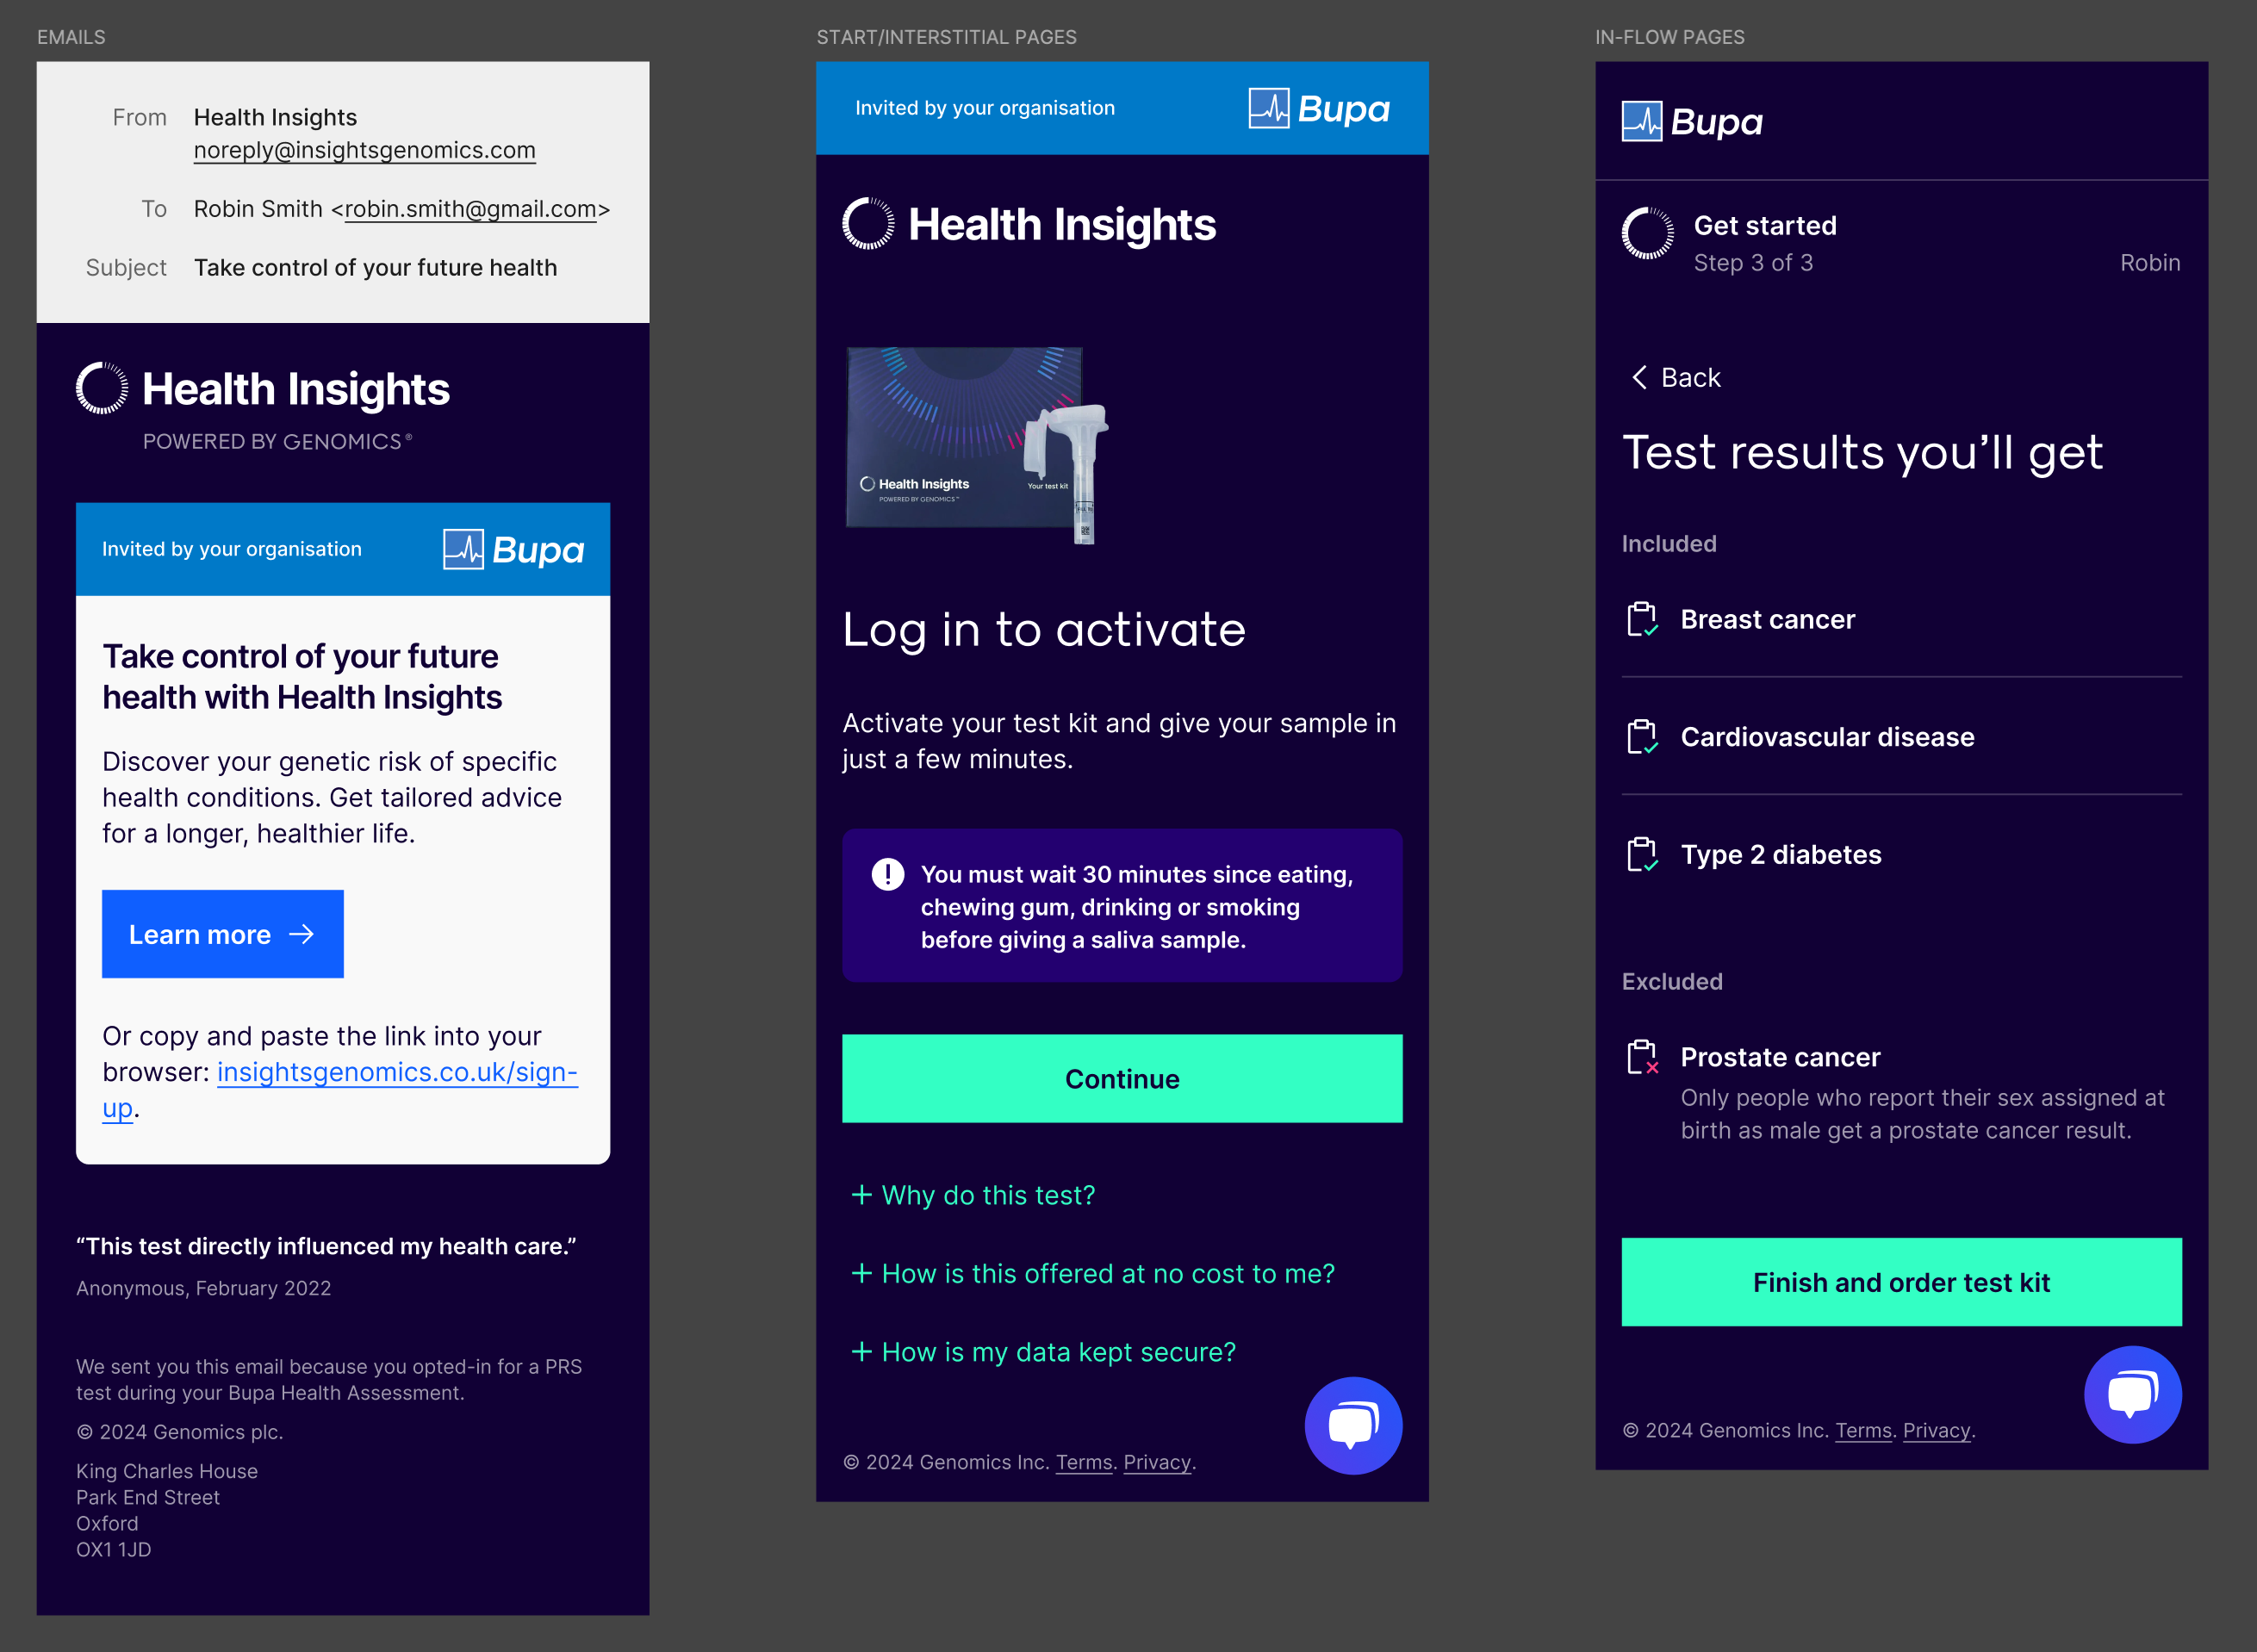 EMAILS
From Health Insights
noreply@insightsgenomics.com
To Robin Smith <robin.smith@gmail.com>
Subject Take control of your future health
Health Insights
POWERED BY GENOMICS®
Invited by your organisation Bupa
Take control of your future
health with Health Insights
Discover your genetic risk of specific
health conditions. Get tailored advice
for a longer, healthier life.
Learn more
Or copy and paste the link into your
browser: insightsgenomics.co.uk/sign-
up.
“This test directly influenced my health care.”
Anonymous, February 2022
We sent you this email because you opted-in for a PRS
test during your Bupa Health Assessment.
© 2024 Genomics plc.
King Charles House
Park End Street
Oxford
OX1 1JD
START/INTERSTITIAL PAGES
Invited by your organisation Bupa
Health Insights
Health Insights
POWERED BY GENOMICS™
Your test kit
Log in to activate
Activate your test kit and give your sample in
just a few minutes.
You must wait 30 minutes since eating,
chewing gum, drinking or smoking
before giving a saliva sample.
Continue
Why do this test?
How is this offered at no cost to me?
How is my data kept secure?
© 2024 Genomics Inc. Terms. Privacy.
IN-FLOW PAGES
Bupa
Get started
Step 3 of 3 Robin
Back
Test results you’ll get
Included
Breast cancer
Cardiovascular disease
Type 2 diabetes
Excluded
Prostate cancer
Only people who report their sex assigned at
birth as male get a prostate cancer result.
Finish and order test kit
© 2024 Genomics Inc. Terms. Privacy.